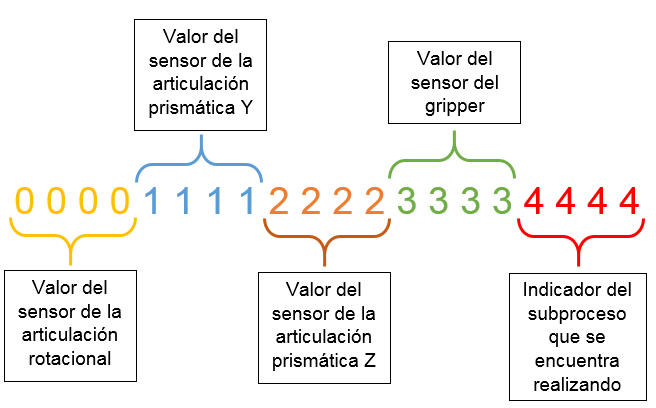 Valor del
sensor de la
articulación
prismática Y
Valor del
sensor del
gripper
0 0 0 0 1 1 1 1 2 2 2 2 3 3 3 3 4 4 4 4
Valor del
sensor de la
articulación
rotacional
Valor del
sensor de la
articulación
prismática Z
Indicador del
subproceso
que se
encuentra
realizando